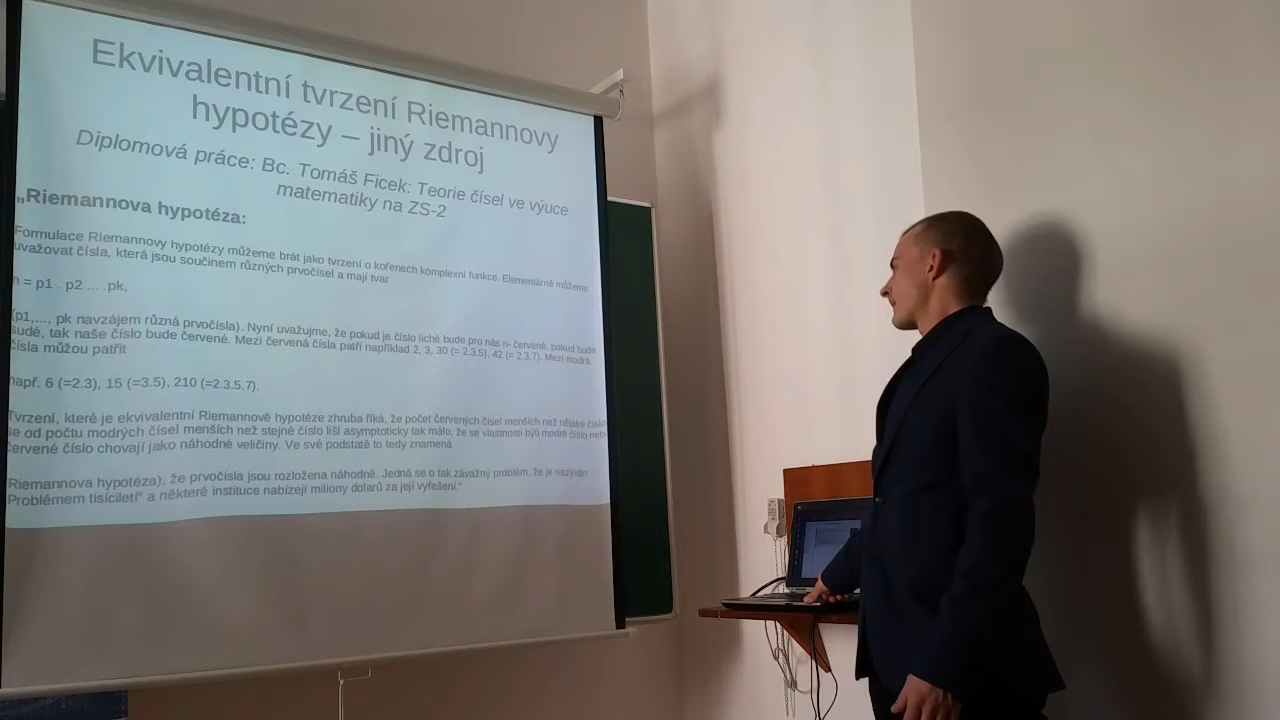 Ekvivalentní tvrzení Riemannovy
hypotézy – jiný zdroj
Diplomová práce: Bc. Tomáš Ficek: Teorie čísel ve výuce
matematiky na ZS-2
„Riemannova hypotéza:
Formulace Riemannovy hypotézy můžeme brát jako tvrzení o kořenech komplexní funkce. Elementárně můžeme
uvažovat čísla, která jsou součinem různých prvočísel a mají tvar
n = p1 . p2 ... .pk,
(p1,..., pk navzájem různá prvočísla). Nyní uvažujme, že pokud je číslo liché bude pro nás n- červené, pokud bude
sudé, tak naše číslo bude červené. Mezi červená čísla patří například 2, 3, 30 (= 2.3.5), 42 (= 2.3.7). Mezi modrá
čísla můžou patřit
např. 6 (=2.3), 15 (=3.5), 210 (=2.3.5.7).
Tvrzení, které je ekvivalentní Riemannově hypotéze zhruba říká, že počet červených čísel menších než nějaké číslo
se od počtu modrých čísel menších než stejné číslo liší asymptoticky tak málo, že se vlastnosti býti modré číslo nebo
červené číslo chovají jako náhodné veličiny. Ve své podstatě to tedy znamená
(Riemannova hypotéza), že prvočísla jsou rozložena náhodně. Jedná se o tak závažný problém, že je nazýván
„Problémem tisíciletí“ a některé instituce nabízejí miliony dolarů za její vyřešení.“